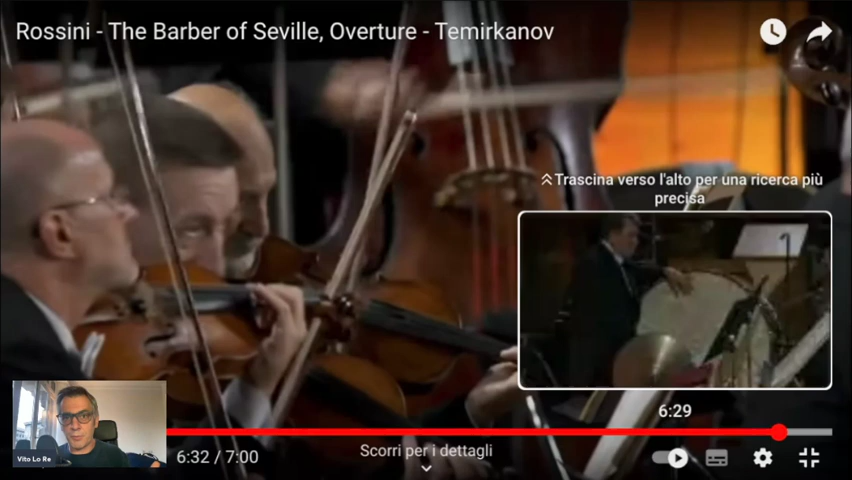 Rossini - The Barber of Seville, Overture - Temirkanov
Trascina verso l'alto per una ricerca più
precisa
6:29
Vito Lo Re
6:32 / 7:00
Scorri per i dettagli